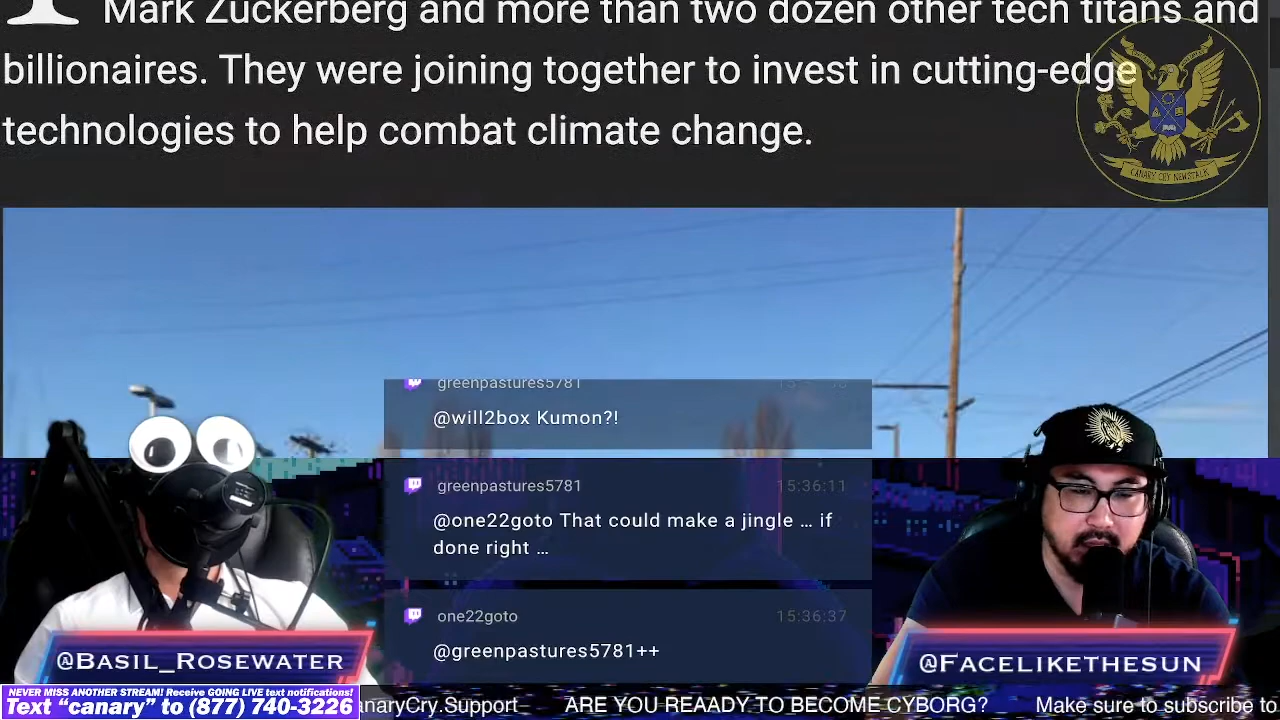 Mark Zuckerberg and more than two dozen other tech titans and
billionaires. They were joining together to invest in cutting-edge
technologies to help combat climate change.
CANARY CRY NEWSTALK
greenpastures5781
@will2box Kumon?!
greenpastures5781 15:36:11
@one22goto That could make a jingle … if
done right …
one22goto 15:36:37
@greenpastures5781++
@BASIL_ROSEWATER
@FACELIKETHESUN
NEVER MISS ANOTHER STREAM! Receive GOING LIVE text notifications!
Text “canary” to (877) 740-3226
anaryCry.Support ARE YOU REAADY TO BECOME CYBORG? Make sure to subscribe to